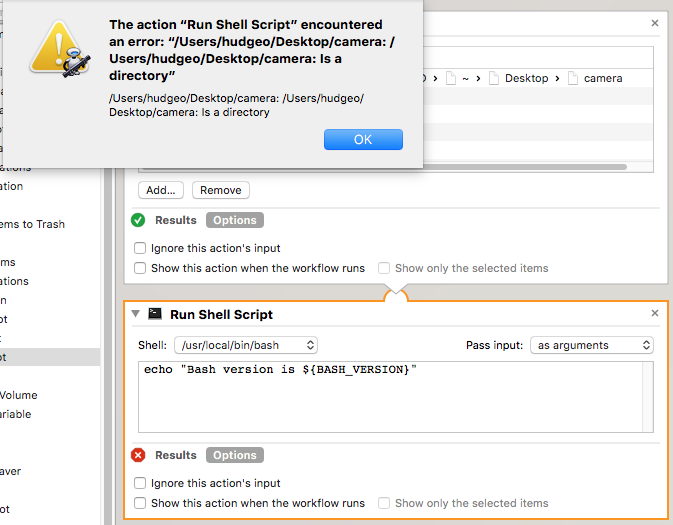 The action “Run Shell Script” encountered
an error: “/Users/hudgeo/Desktop/camera: /
Users/hudgeo/Desktop/camera: Is a
directory”
/Users/hudgeo/Desktop/camera: /Users/hudgeo/
Desktop/camera: Is a directory
OK
~ Desktop camera
Add... Remove
Results Options
Ignore this action's input
Show this action when the workflow runs Show only the selected items
Run Shell Script
Shell: /usr/local/bin/bash Pass input: as arguments
echo "Bash version is ${BASH_VERSION}"
Results Options
Ignore this action's input
Show this action when the workflow runs Show only the selected items
ations
ation
ems to Trash
ms
ations
n
pt
t
pt
Volume
ariable
aver
ot